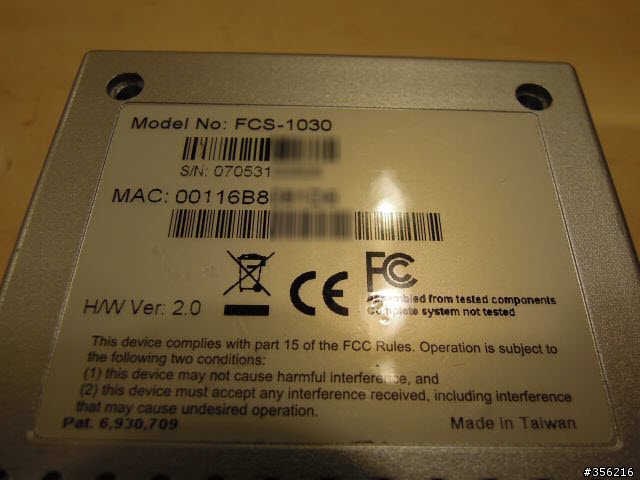 Model No: FCS-1030
S/N: 070531
MAC: 00116B8
FC
H/W Ver: 2.0
CE
Assembled from tested components
Complete system not tested
This device complies with part 15 of the FCC Rules. Operation is subject to
the following two conditions:
(1) this device may not cause harmful interference, and
(2) this device must accept any interference received, including interference
that may cause undesired operation.
Pat. 6,930,709
Made in Taiwan
#356216